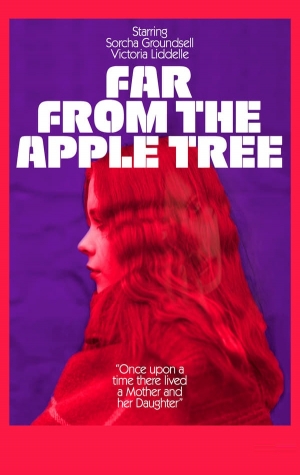 Starring
Sorcha Groundsell
Victoria Liddelle
FAR
FROM THE
APPLE TREE
"Once upon a
time there lived
a Mother and
her Daughter"